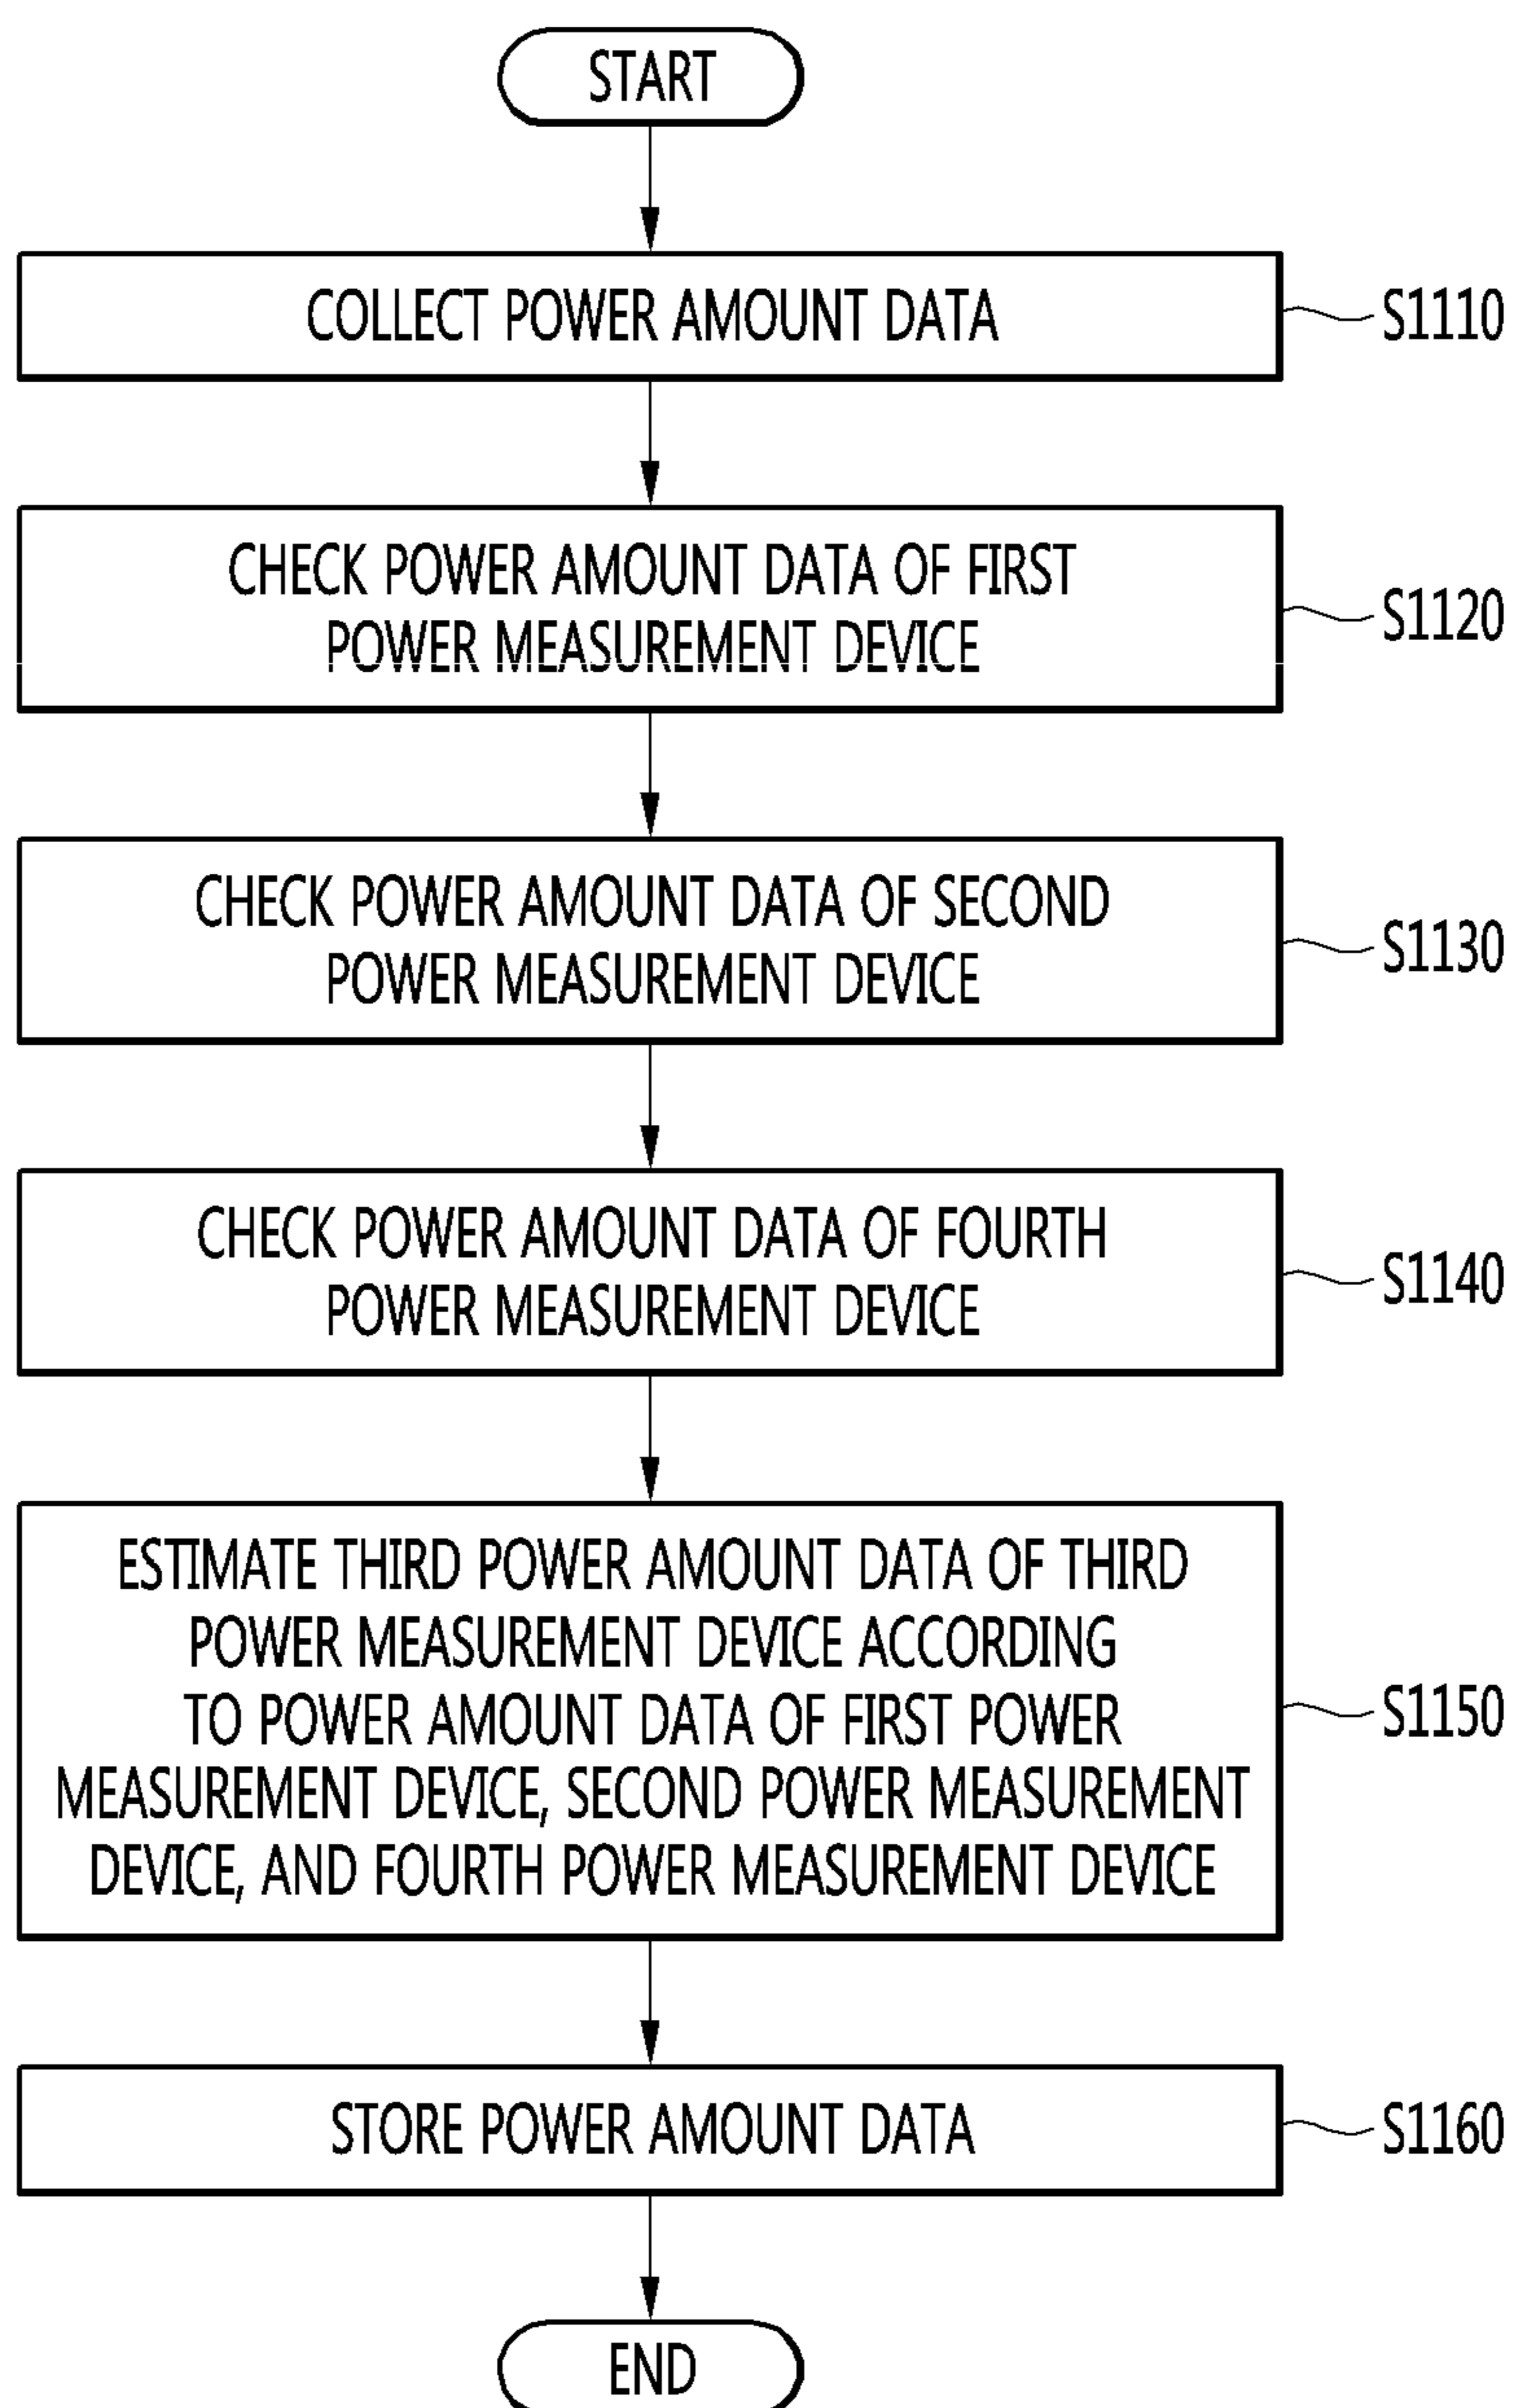 START
COLLECT POWER AMOUNT DATA
S1110
CHECK POWER AMOUNT DATA OF FIRST
POWER MEASUREMENT DEVICE
S1120
CHECK POWER AMOUNT DATA OF SECOND
POWER MEASUREMENT DEVICE
S1130
CHECK POWER AMOUNT DATA OF FOURTH
POWER MEASUREMENT DEVICE
S1140
ESTIMATE THIRD POWER AMOUNT DATA OF THIRD
POWER MEASUREMENT DEVICE ACCORDING
TO POWER AMOUNT DATA OF FIRST POWER
MEASUREMENT DEVICE, SECOND POWER MEASUREMENT
DEVICE, AND FOURTH POWER MEASUREMENT DEVICE
S1150
STORE POWER AMOUNT DATA
S1160
END